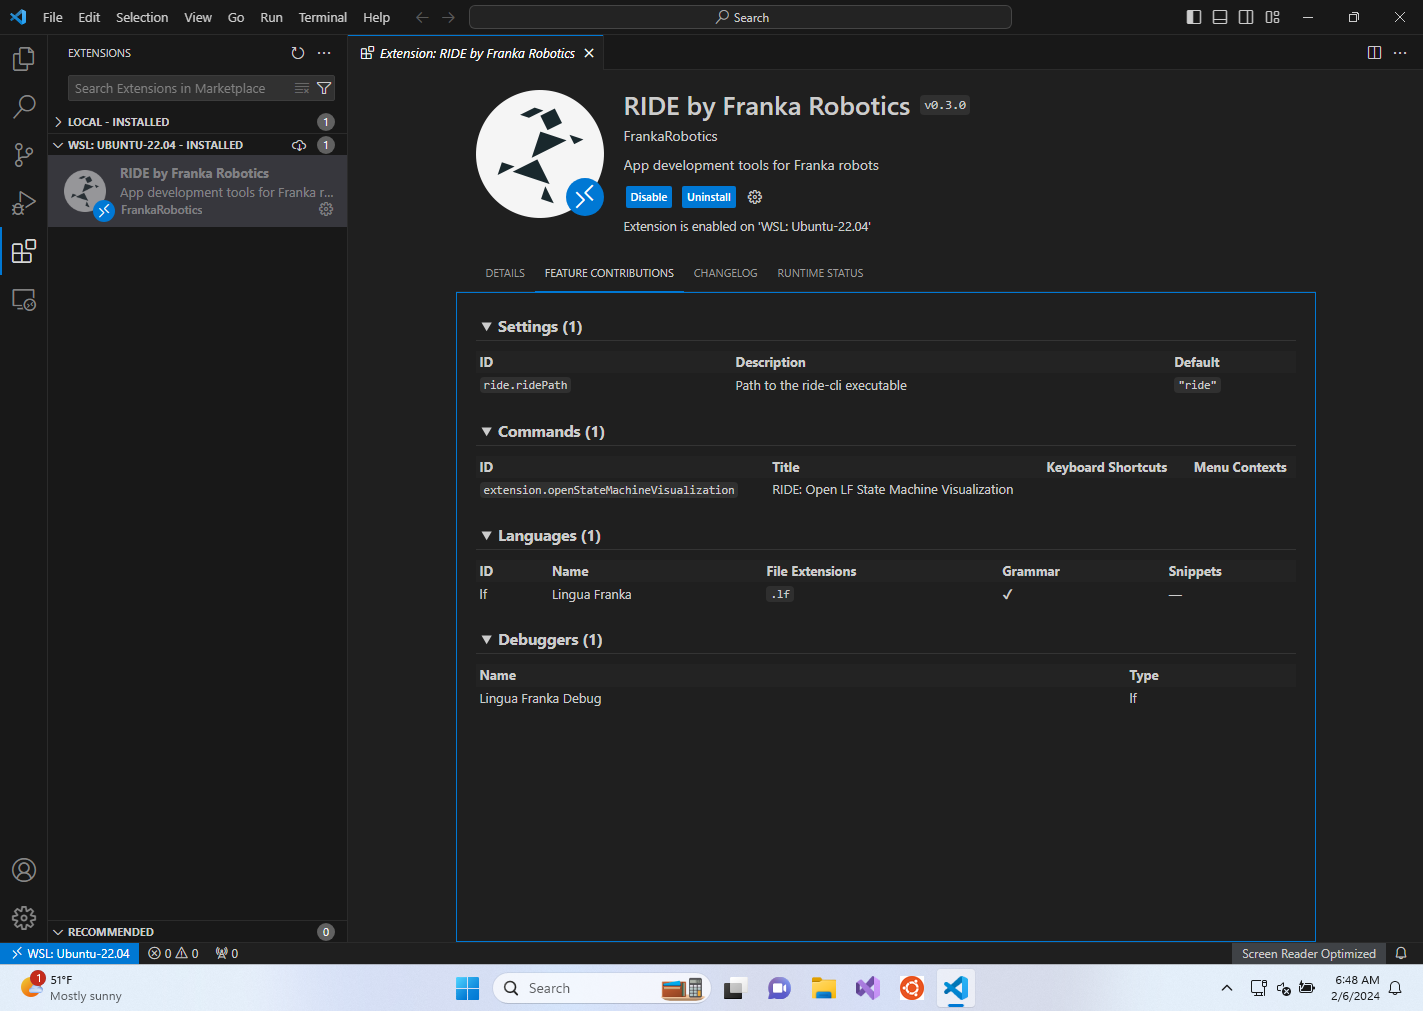 File Edit Selection View Go Run Terminal Help
Search
EXTENSIONS
Extension: RIDE by Franka Robotics
Search Extensions in Marketplace
LOCAL - INSTALLED 1
WSL: UBUNTU-22.04 - INSTALLED 1
RIDE by Franka Robotics
App development tools for Franka r...
FrankaRobotics
RIDE by Franka Robotics v0.3.0
FrankaRobotics
App development tools for Franka robots
Disable Uninstall
Extension is enabled on 'WSL: Ubuntu-22.04'
DETAILS FEATURE CONTRIBUTIONS CHANGELOG RUNTIME STATUS
Settings (1)
ID Description Default
ride.ridePath Path to the ride-cli executable "ride"
Commands (1)
ID Title Keyboard Shortcuts Menu Contexts
extension.openStateMachineVisualization RIDE: Open LF State Machine Visualization
Languages (1)
ID Name File Extensions Grammar Snippets
lf Lingua Franka .lf ✓ —
Debuggers (1)
Name Type
Lingua Franka Debug lf
RECOMMENDED 0
WSL: Ubuntu-22.04 0 0 0 Screen Reader Optimized
1 51°F
Mostly sunny
Search
6:48 AM
2/6/2024